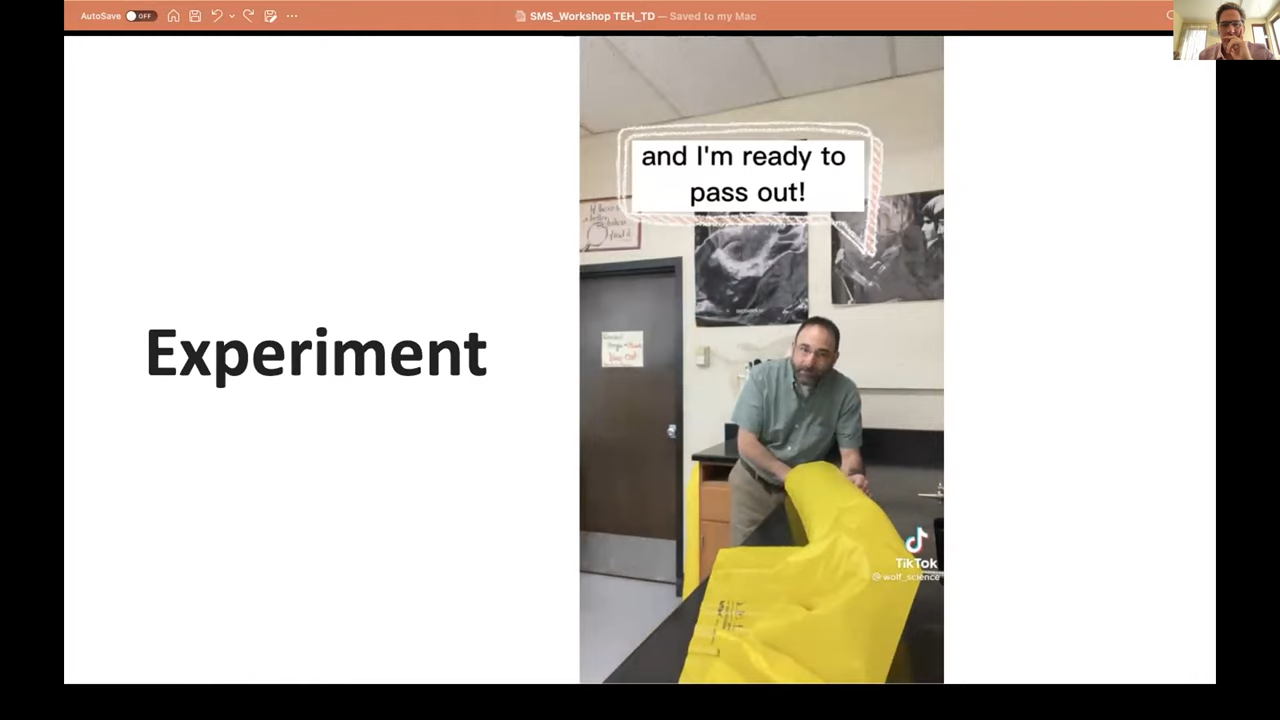 AutoSave OFF
SMS_Workshop TEH_TD — Saved to my Mac
and I'm ready to
pass out!
Experiment
TikTok
@wolf_science